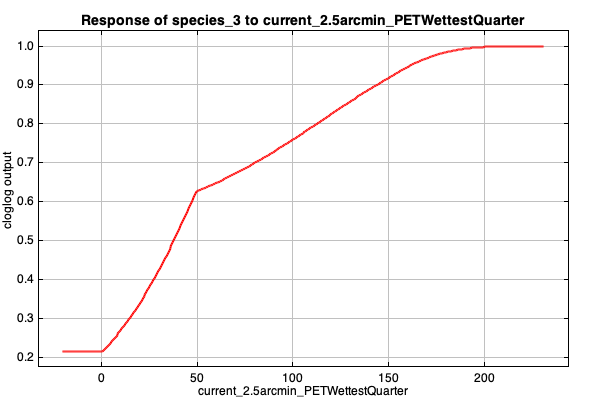 Response of species_3 to current_2.5arcmin_PETWettestQuarter
cloglog output
1.0
0.9
0.8
0.7
0.6
0.5
0.4
0.3
0.2
0 50 100 150 200
current_2.5arcmin_PETWettestQuarter